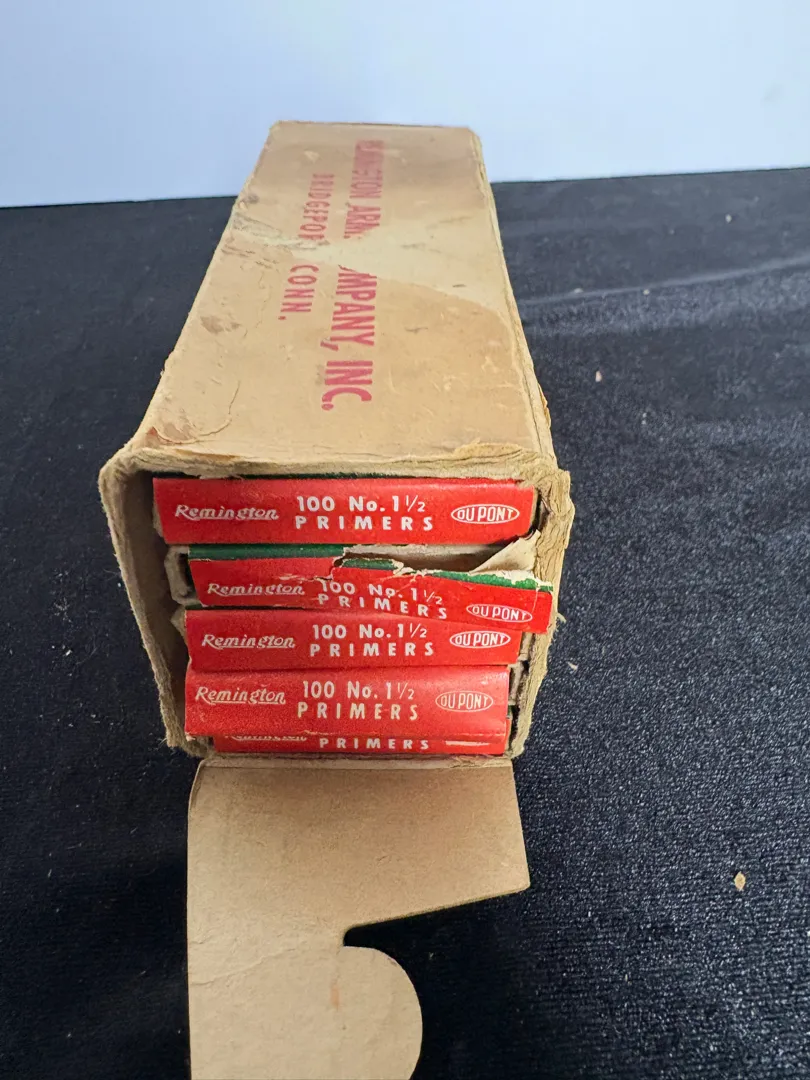 REMINGTON ARM. COMPANY, INC.
BRIDGEPOR CONN.
Remington 100 No. 1½ PRIMERS DU PONT
Remington 100 No. 1½ PRIMERS DU PONT
Remington 100 No. 1½ PRIMERS DU PONT
Remington 100 No. 1½ PRIMERS DU PONT
Remington PRIMERS